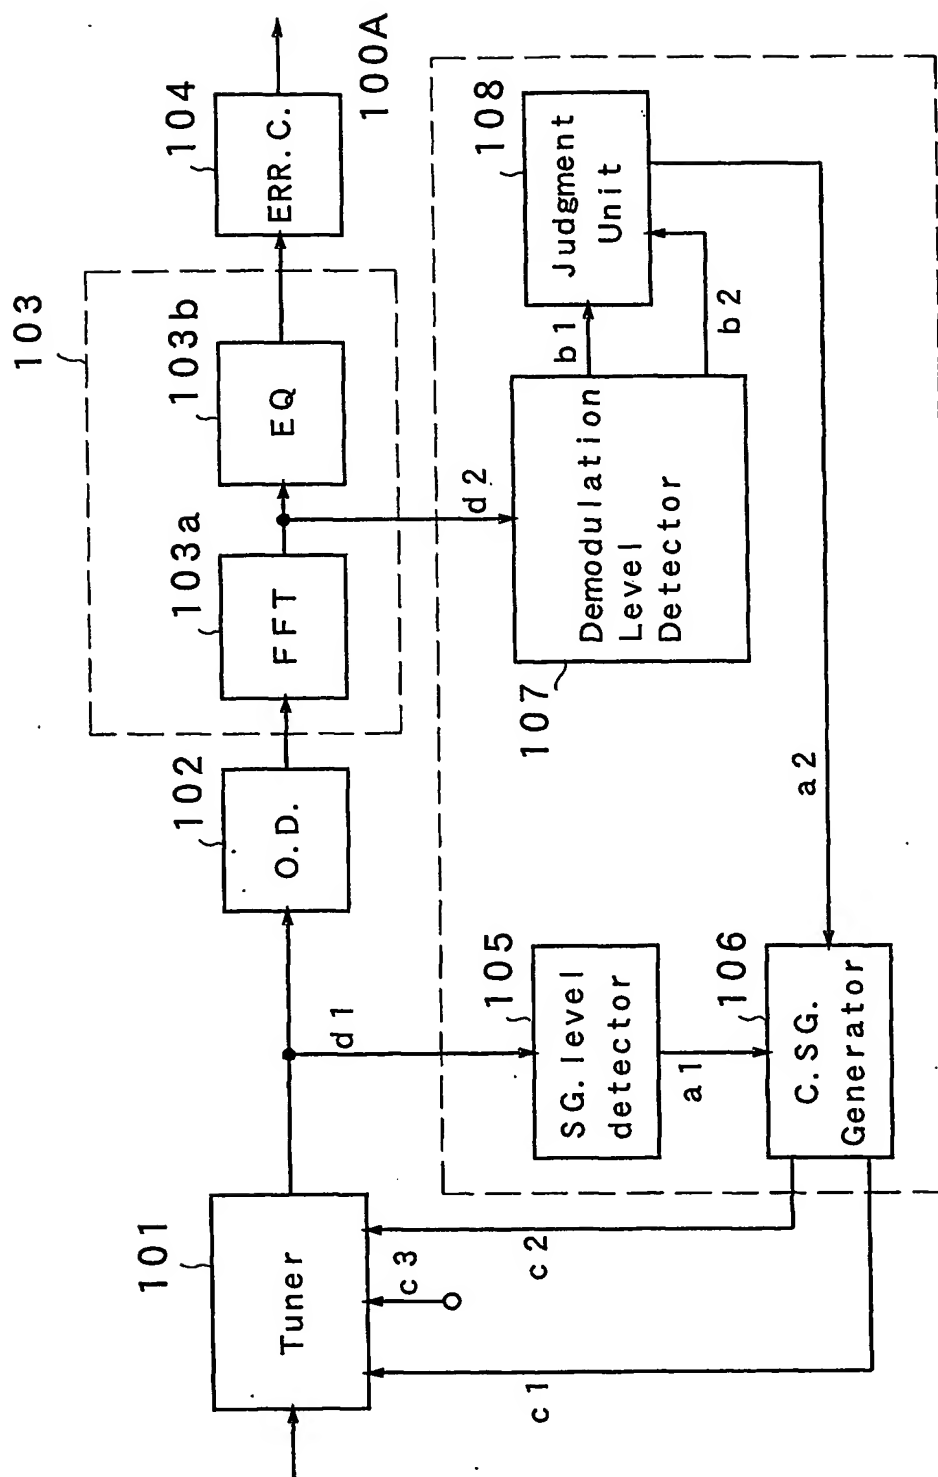 103
101
Tuner
102
O.D.
103a
FFT
103b
EQ
104
ERR.C.
100A
d1
d2
c1
c3
c2
105
SG.level
detector
a1
106
C.SG.
Generator
a2
107
Demodulation
Level
Detector
b1
b2
108
Judgment
Unit